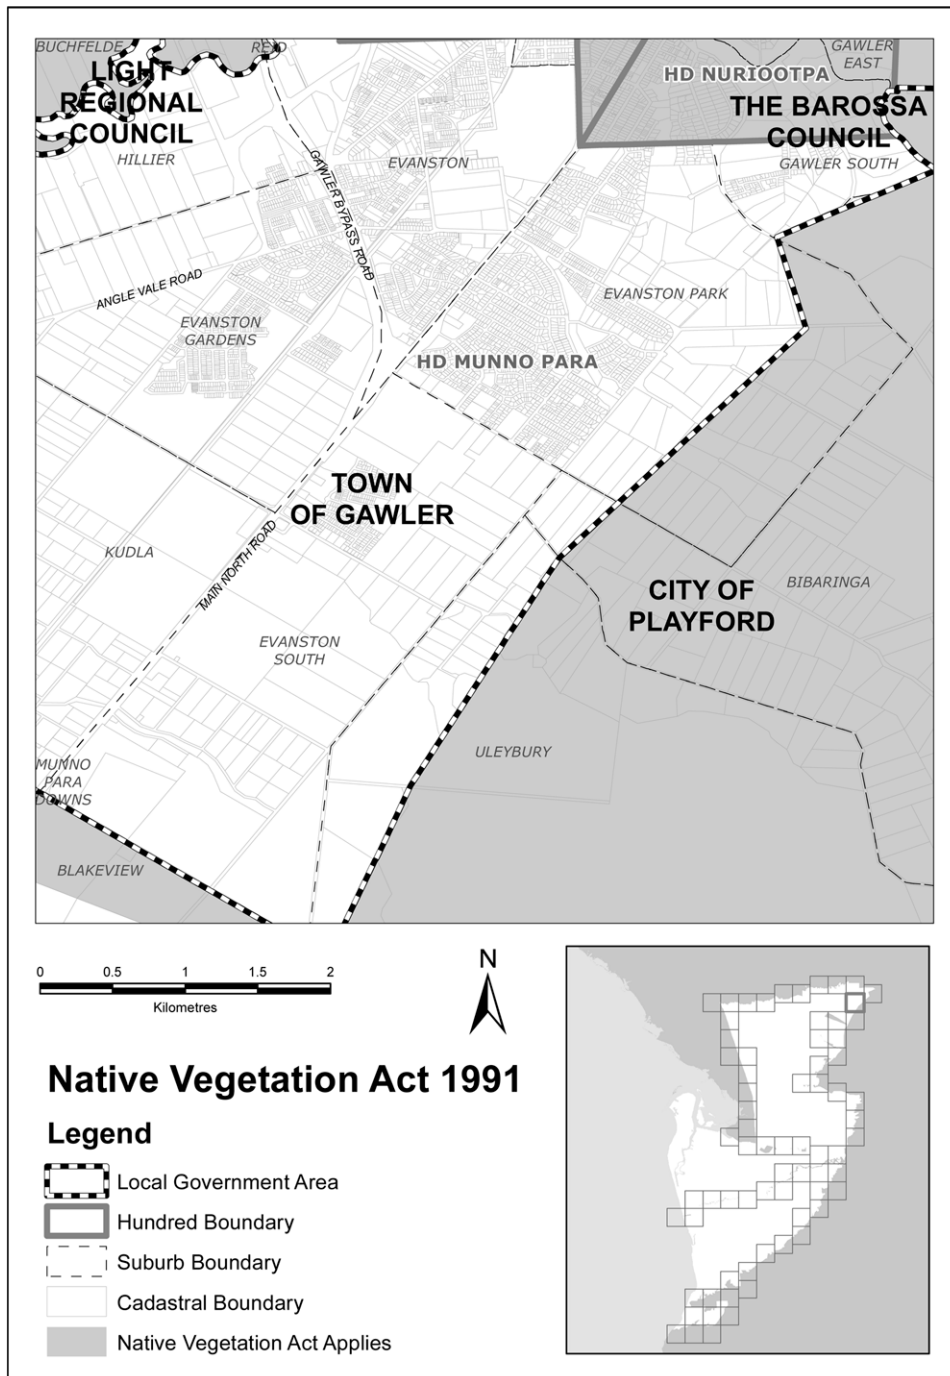 BUCHFELDE
REID
GAWLER
EAST
LIGHT
REGIONAL
COUNCIL
HD NURIOOTPA
THE BAROSSA
COUNCIL
HILLIER
EVANSTON
GAWLER SOUTH
GAWLER BYPASS ROAD
ANGLE VALE ROAD
EVANSTON
GARDENS
EVANSTON PARK
HD MUNNO PARA
TOWN
OF GAWLER
KUDLA
MAIN NORTH ROAD
CITY OF
PLAYFORD
BIBARINGA
EVANSTON
SOUTH
ULEYBURY
MUNNO
PARA
DOWNS
BLAKEVIEW
0 0.5 1 1.5 2
Kilometres
N
Native Vegetation Act 1991
Legend
Local Government Area
Hundred Boundary
Suburb Boundary
Cadastral Boundary
Native Vegetation Act Applies